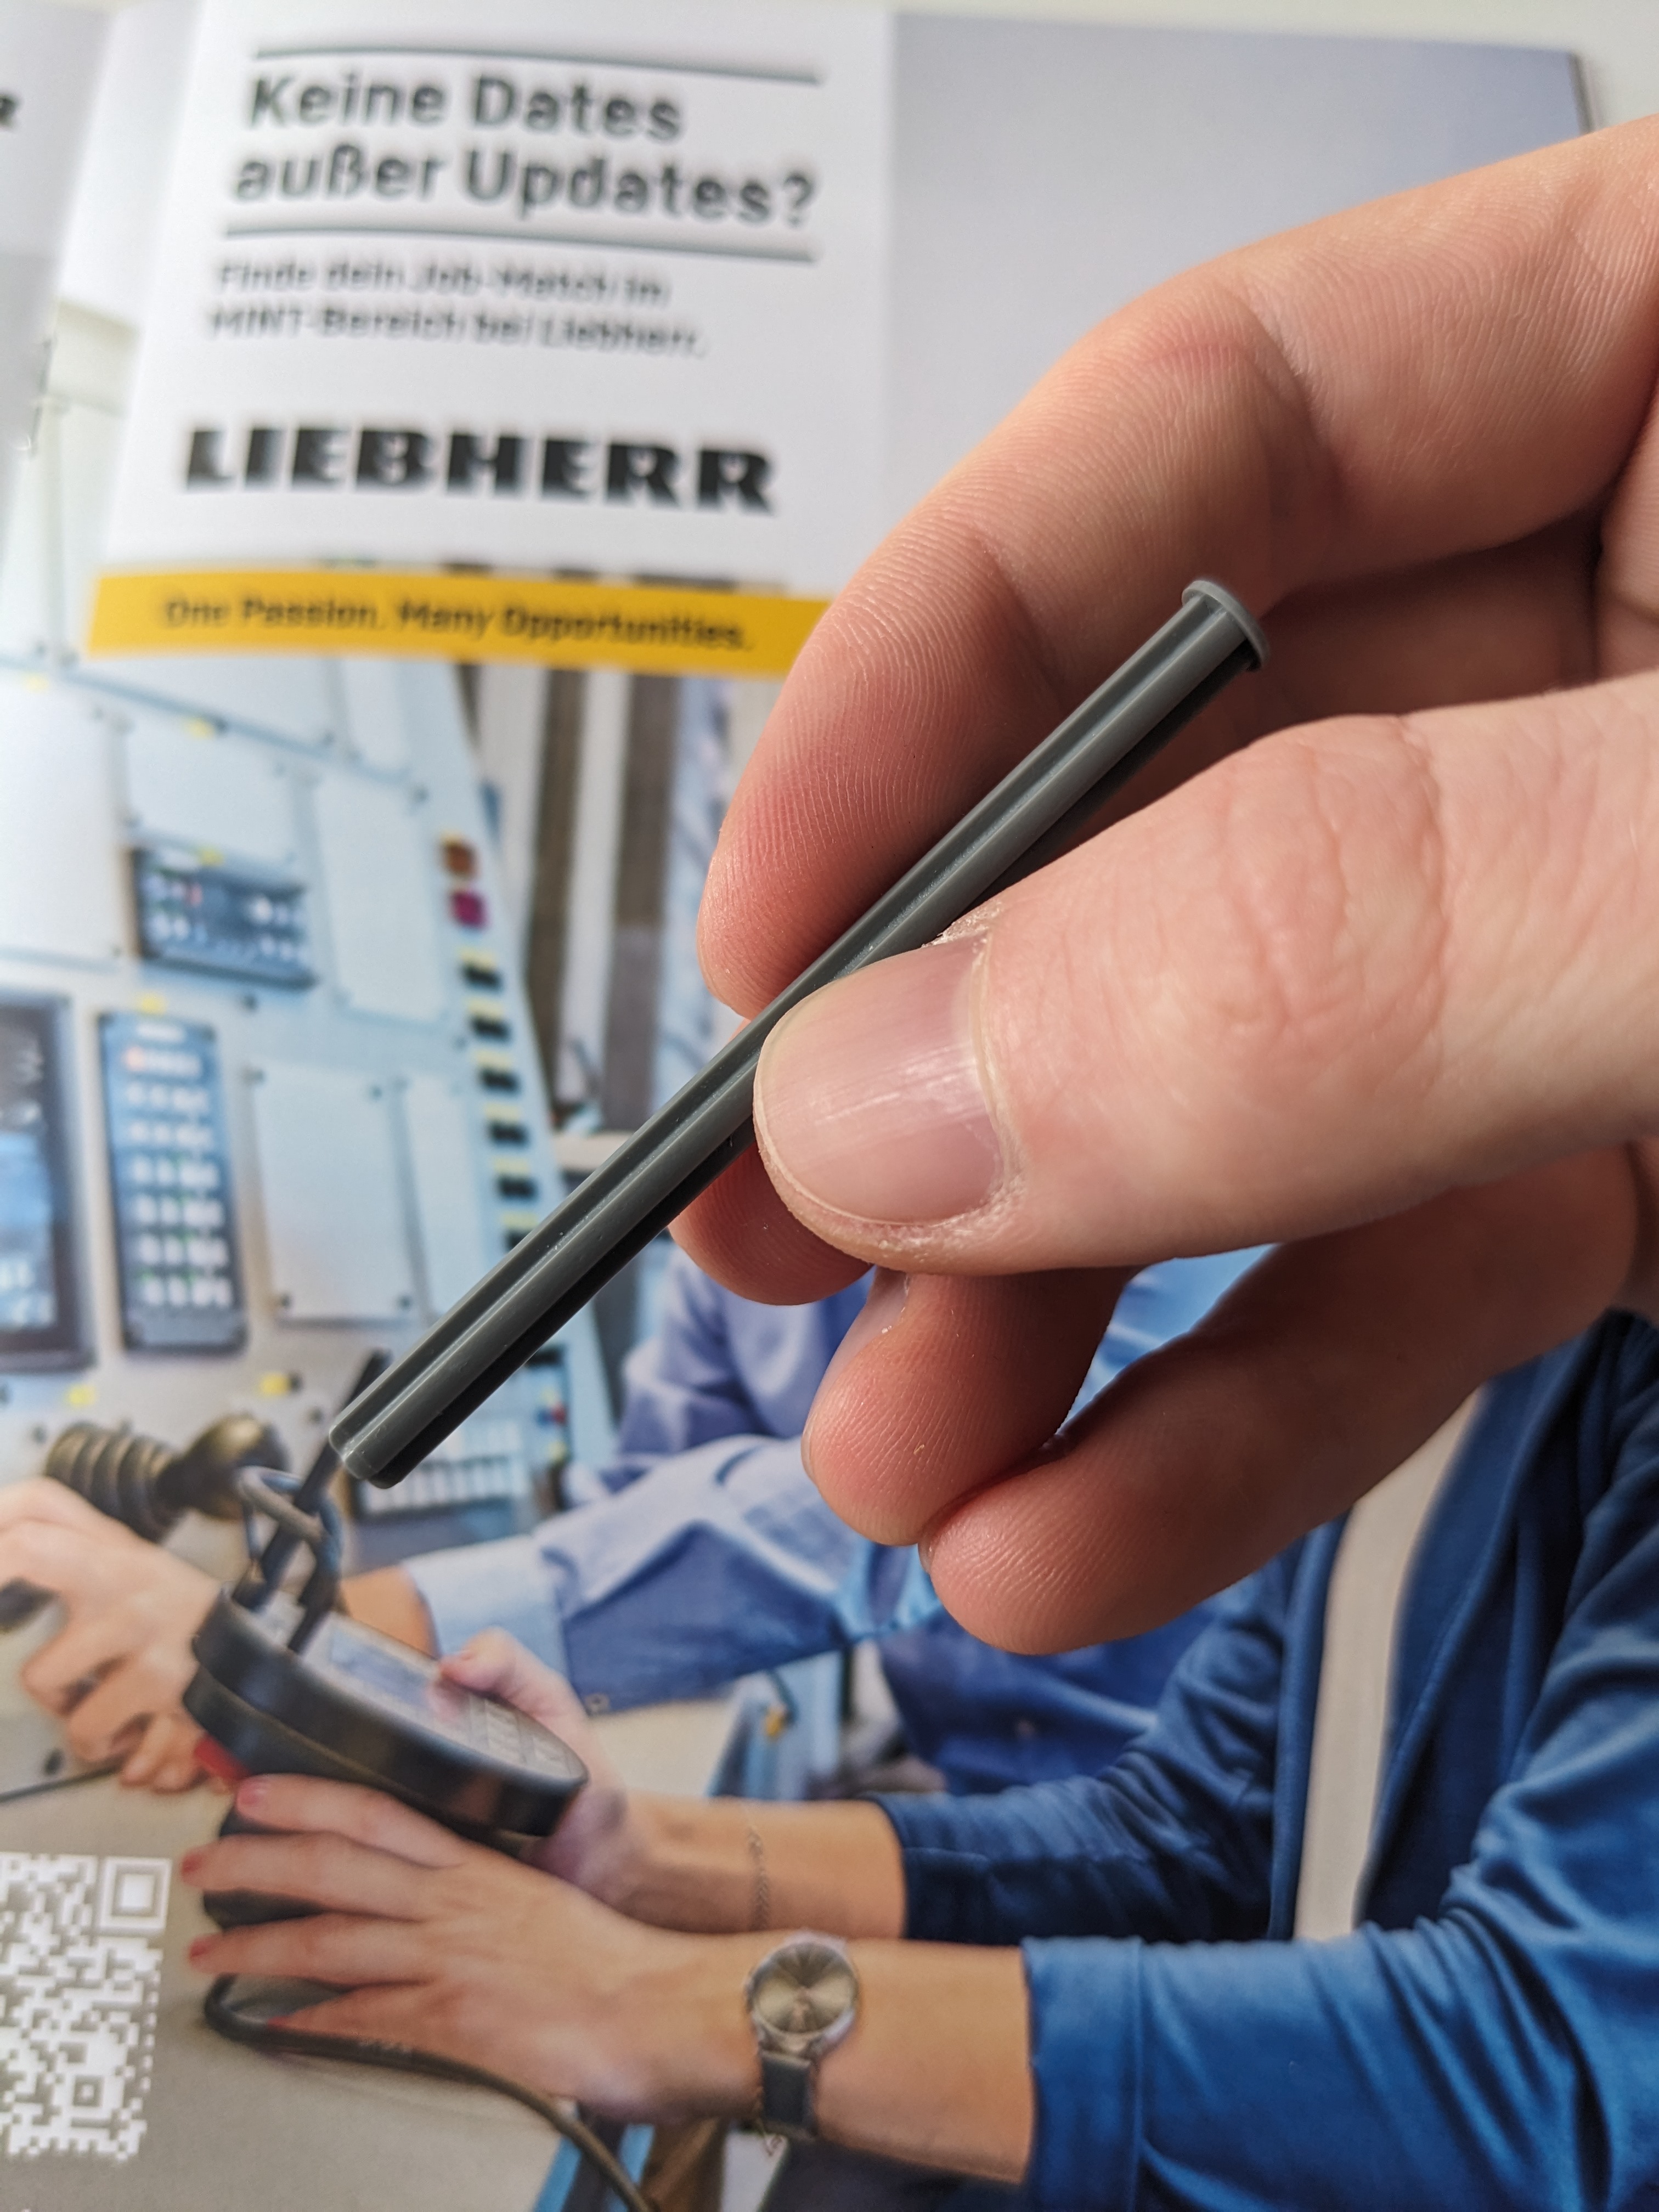 Keine Dates
außer Updates?
Finde dein Job-Match im
MINT-Bereich bei Liebherr.
LIEBHERR
One Passion. Many Opportunities.